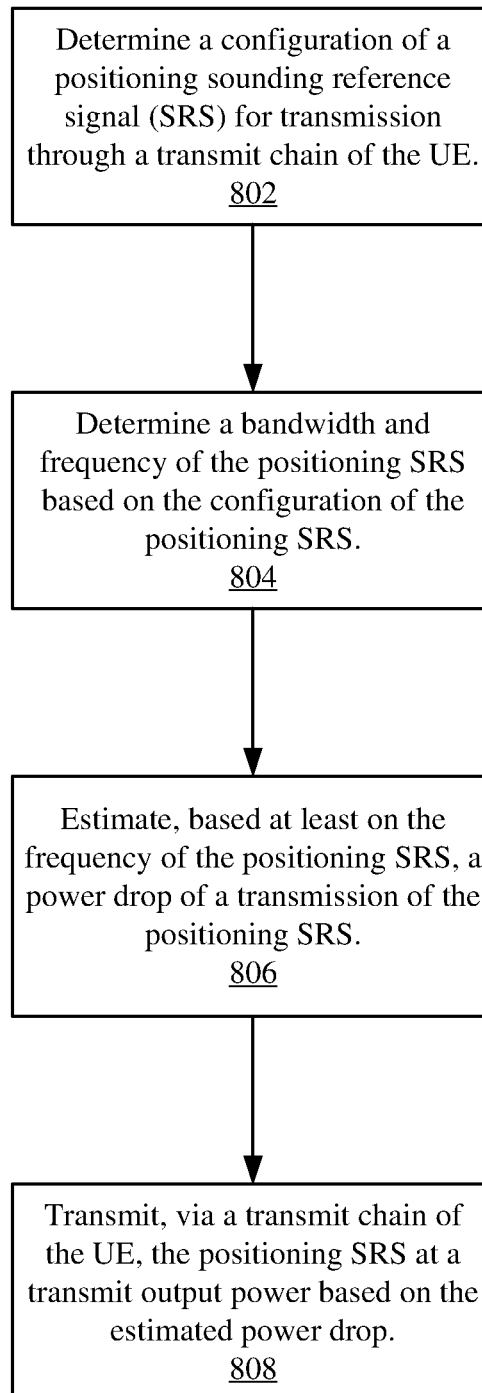 Determine a configuration of a
positioning sounding reference
signal (SRS) for transmission
through a transmit chain of the UE.
802
Determine a bandwidth and
frequency of the positioning SRS
based on the configuration of the
positioning SRS.
804
Estimate, based at least on the
frequency of the positioning SRS, a
power drop of a transmission of the
positioning SRS.
806
Transmit, via a transmit chain of
the UE, the positioning SRS at a
transmit output power based on the
estimated power drop.
808